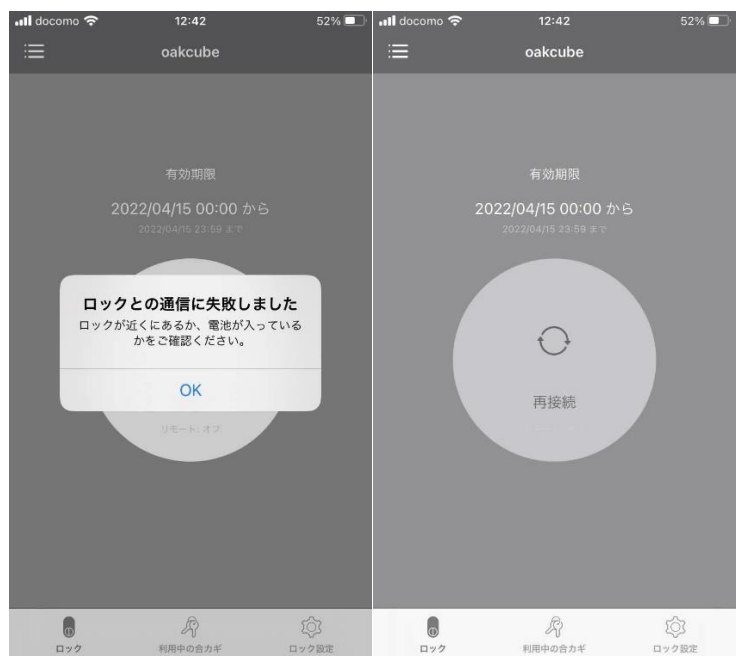 docomo 12:42 52%
oakcube
有効期限
2022/04/15 00:00 から
2022/04/15 23:59 まで
ロックとの通信に失敗しました
ロックが近くにあるか、電池が入っている
かをご確認ください。
OK
リモート: オフ
ロック 利用中の合カギ ロック設定
docomo 12:42 52%
oakcube
有効期限
2022/04/15 00:00 から
2022/04/15 23:59 まで
再接続
ロック 利用中の合カギ ロック設定